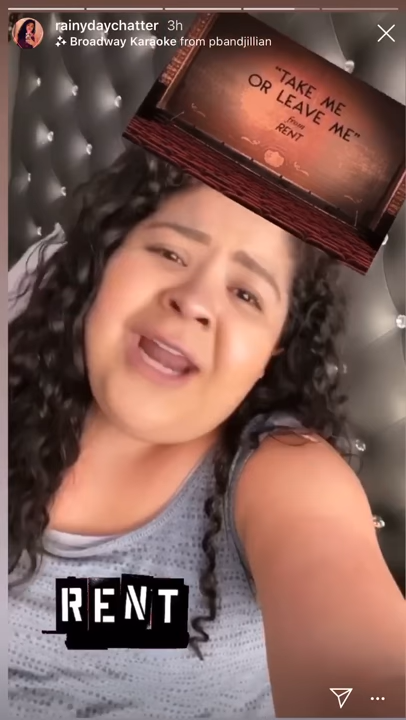 rainydaychatter 3h
Broadway Karaoke from pbandjillian
"TAKE ME
OR LEAVE ME"
from
RENT
RENT